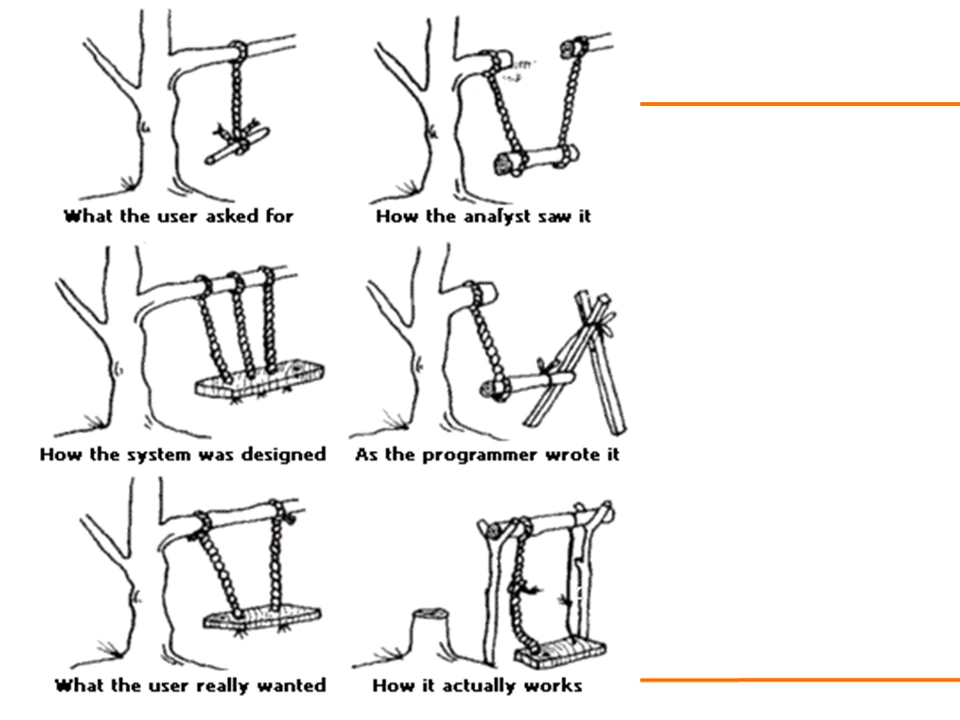 What the user asked for
How the analyst saw it
How the system was designed
As the programmer wrote it
What the user really wanted
How it actually works